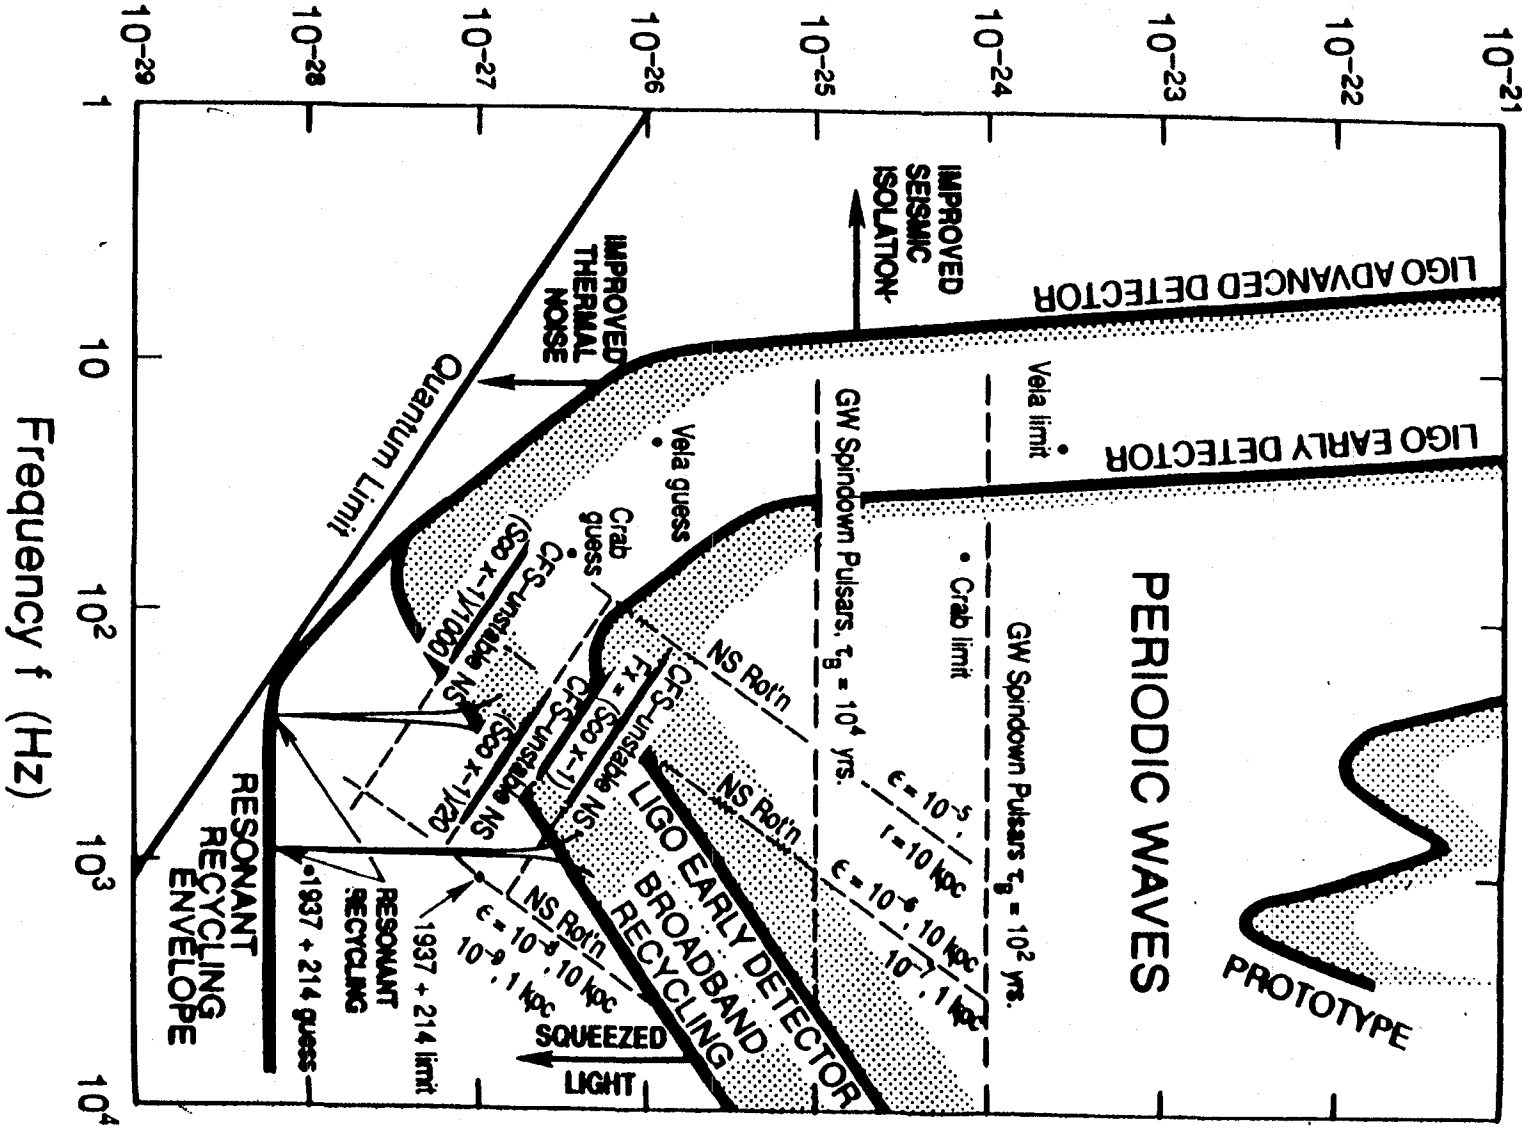 10-21
10-22
10-23
10-24
10-25
10-26
10-27
10-28
10-29
1
10
10²
10³
10⁴
Frequency f (Hz)
PERIODIC WAVES
PROTOTYPE
LIGO EARLY DETECTOR
LIGO ADVANCED DETECTOR
IMPROVED
SEISMIC
ISOLATION
IMPROVED
THERMAL
NOISE
Quantum Limit
Vela limit
Crab limit
Vela guess
Crab
guess
GW Spindown Pulsars τB = 10² yrs.
GW Spindown Pulsars, τB = 10⁴ yrs.
NS Rot'n
ε = 10-5,
r = 10 kpc
NS Rot'n
ε = 10-6, 10 kpc
10-7, 1 kpc
NS Rot'n
ε = 10-8, 10 kpc
10-9, 1 kpc
CFS-unstable NS
Fx = (Sco x-1)
CFS-unstable NS
(Sco x-1)/20
CFS-unstable NS
(Sco x-1)/1000
LIGO EARLY DETECTOR
BROADBAND
RECYCLING
SQUEEZED
LIGHT
1937 + 214 limit
RESONANT
RECYCLING
1937 + 214 guess
RESONANT
RECYCLING
ENVELOPE